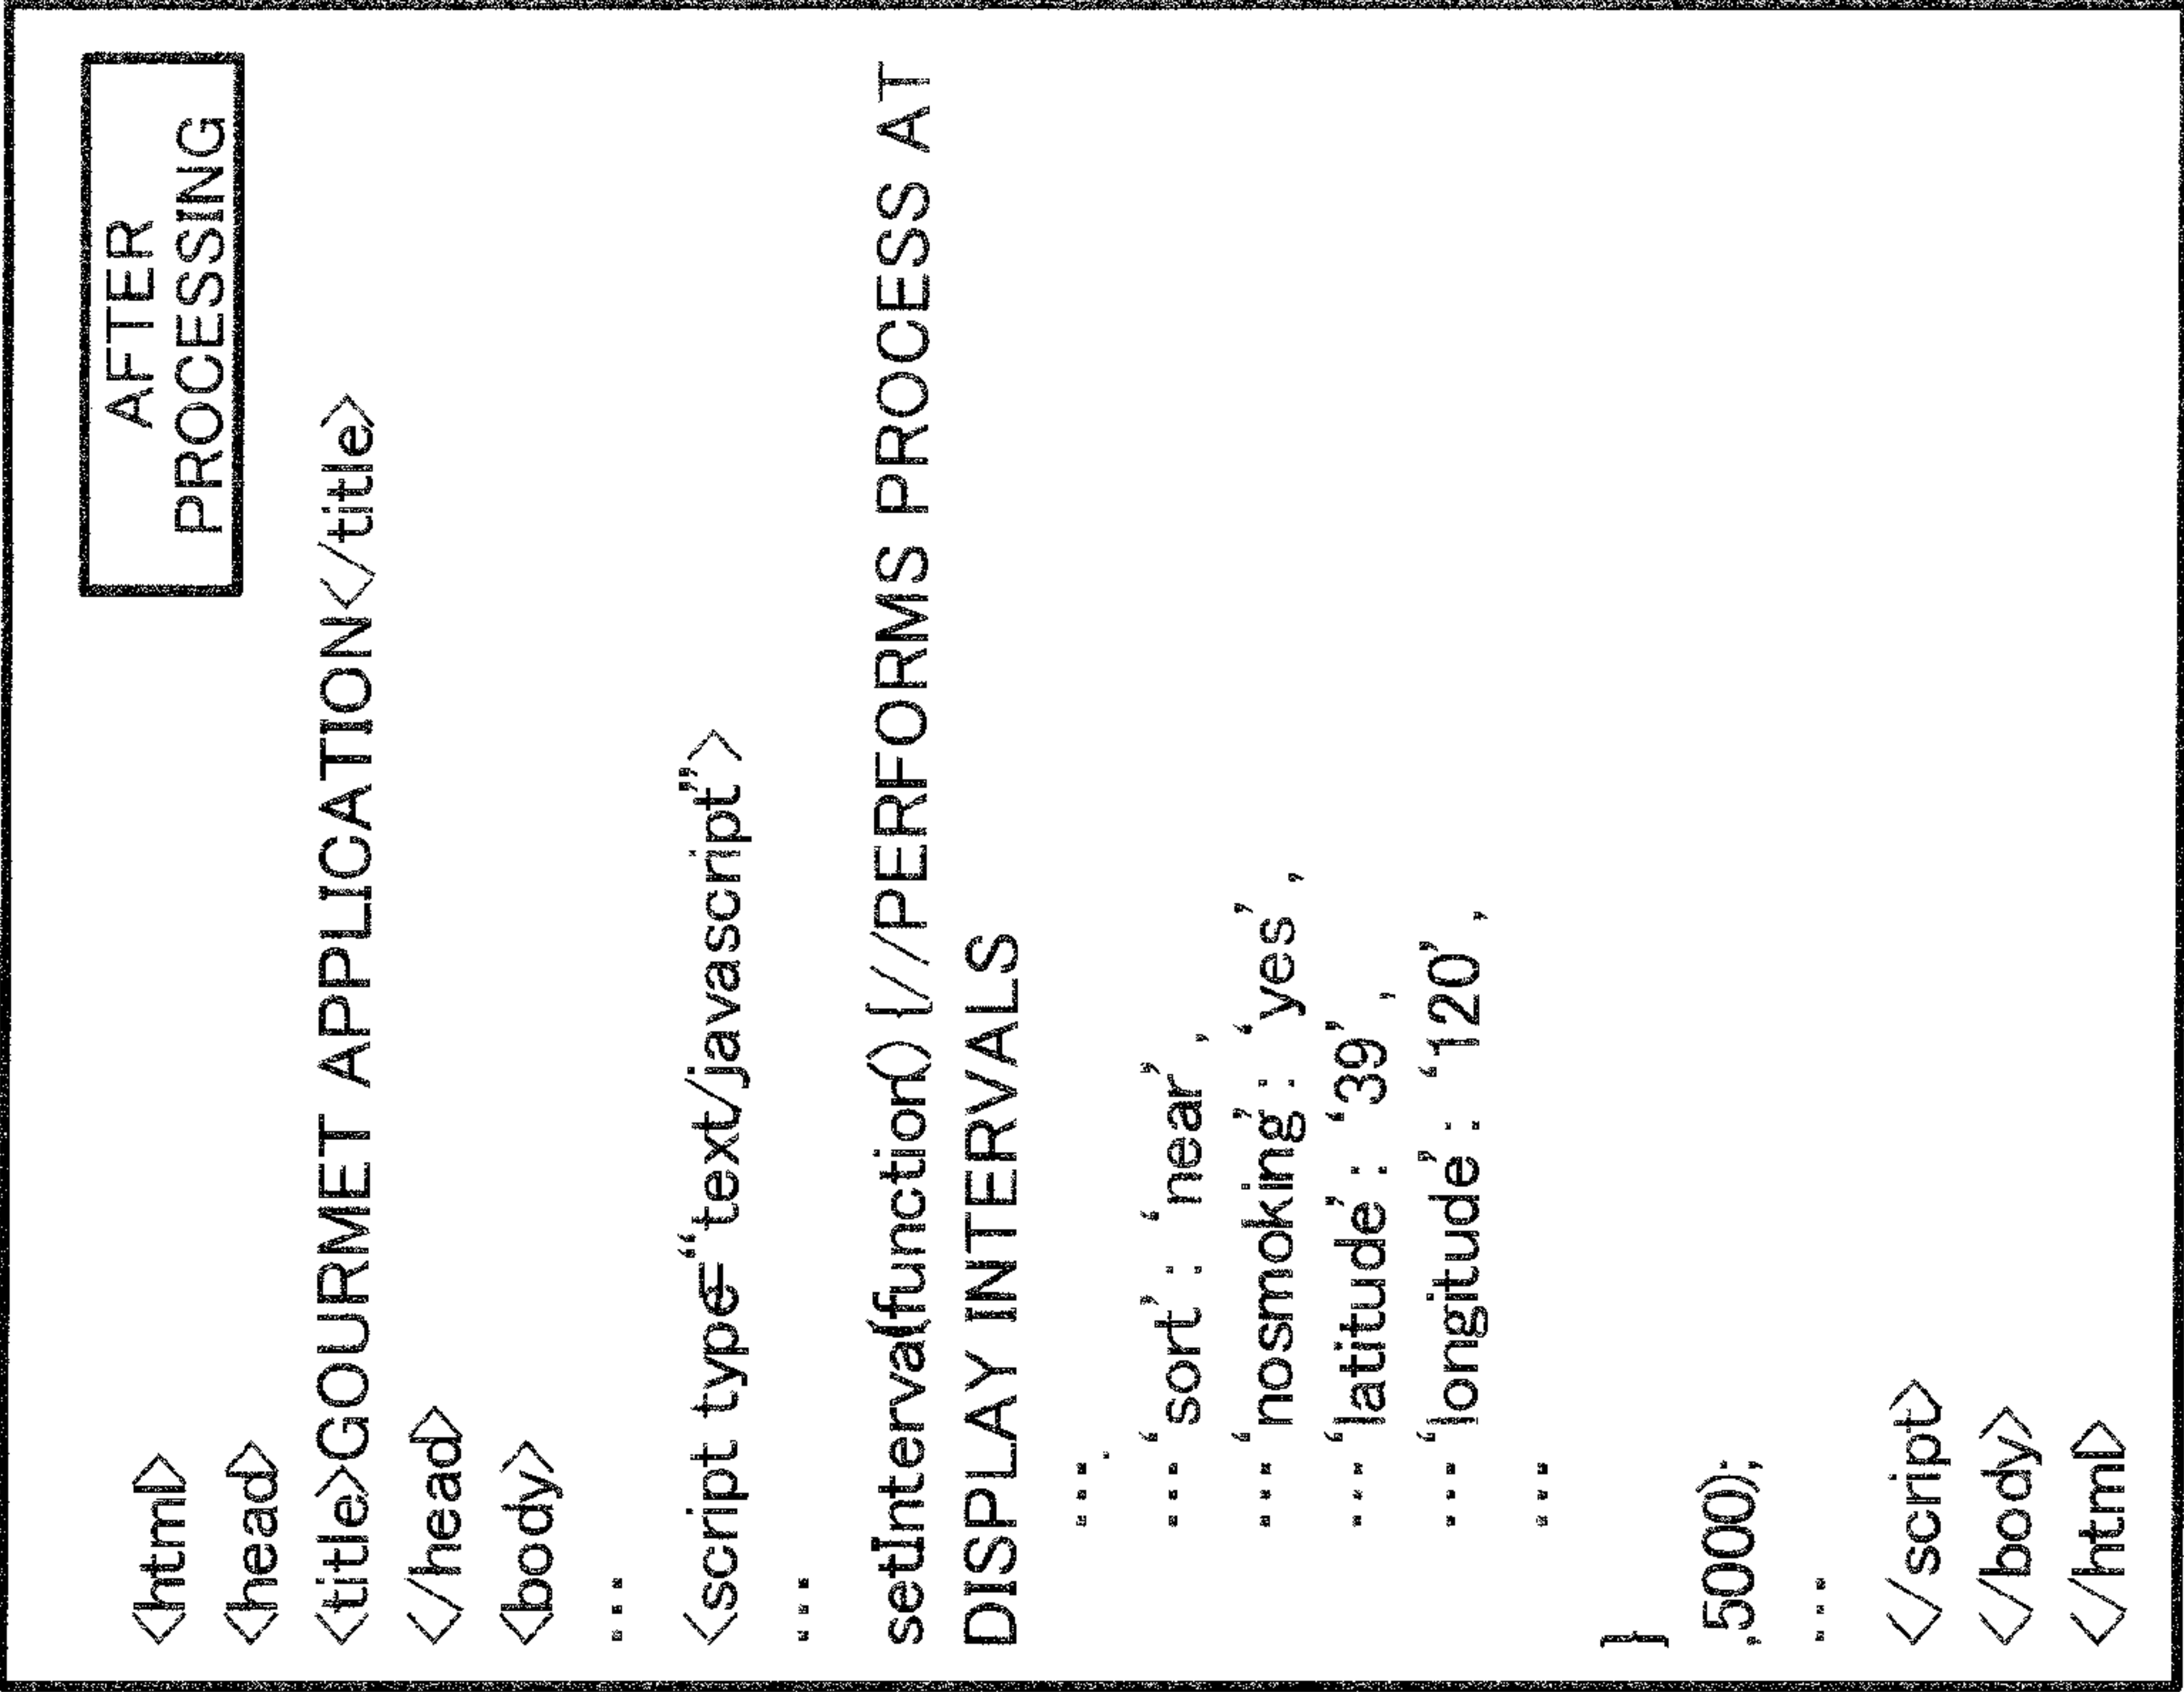 AFTER
PROCESSING
<html>
<head>
<title>GOURMET APPLICATION</title>
</head>
<body>
...
<script type=“text/javascript”>
...
setInterval(function() {//PERFORMS PROCESS AT
DISPLAY INTERVALS
...
...‘sort’ : ‘near’,
...‘nosmoking’ : ‘yes’,
...‘latitude’ : ‘39’,
...‘longitude’ : ‘120’,
...
}
,5000);
...
</script>
</body>
</html>